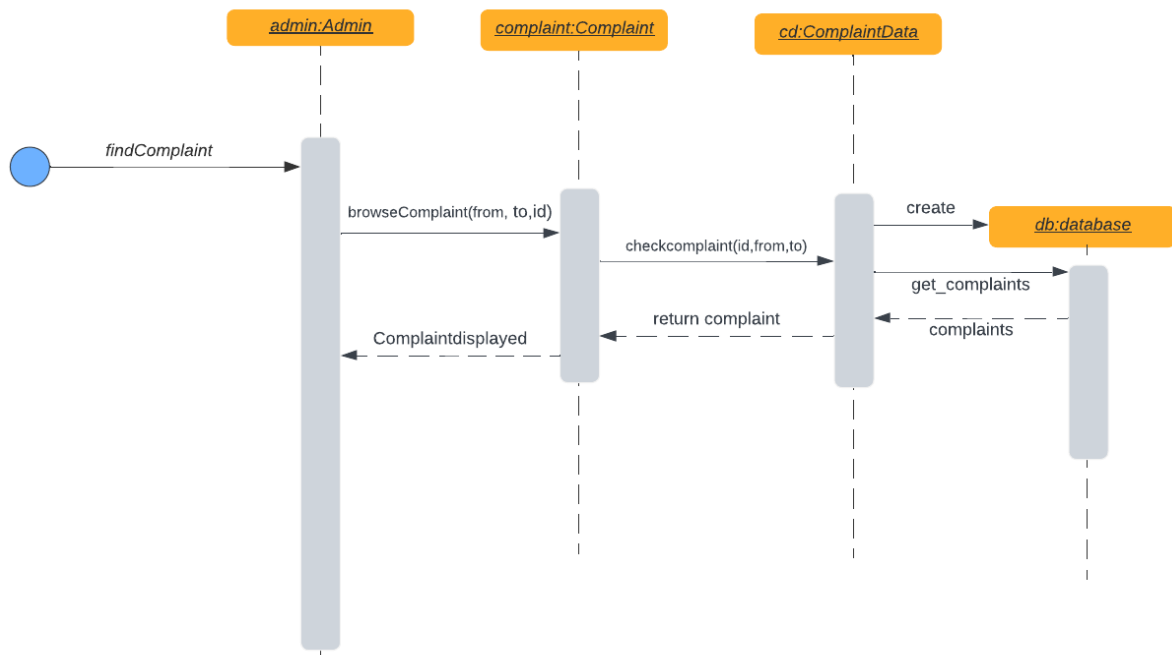 admin:Admin
complaint:Complaint
cd:ComplaintData
findComplaint
browseComplaint(from, to,id)
create
db:database
checkcomplaint(id,from,to)
get_complaints
return complaint
complaints
Complaintdisplayed